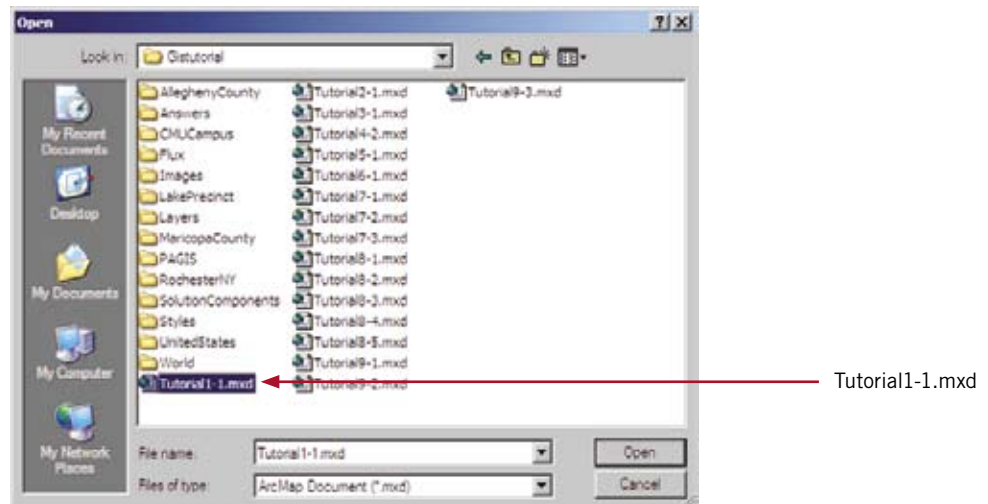 Open
Look in:
Gistutorial
My Recent
Documents
Desktop
My Documents
My Computer
My Network
Places
AlleghenyCounty
Answers
CMUCampus
Flux
Images
LakePrecinct
Layers
MaricopaCounty
PAGIS
RochesterNY
SolutionComponents
Styles
UnitedStates
World
Tutorial1-1.mxd
Tutorial2-1.mxd
Tutorial3-1.mxd
Tutorial4-2.mxd
Tutorial5-1.mxd
Tutorial6-1.mxd
Tutorial7-1.mxd
Tutorial7-2.mxd
Tutorial7-3.mxd
Tutorial8-1.mxd
Tutorial8-2.mxd
Tutorial8-3.mxd
Tutorial8-4.mxd
Tutorial8-5.mxd
Tutorial9-1.mxd
Tutorial9-2.mxd
Tutorial9-3.mxd
Tutorial1-1.mxd
File name:
Tutorial1-1.mxd
Open
Files of type:
ArcMap Document (*.mxd)
Cancel